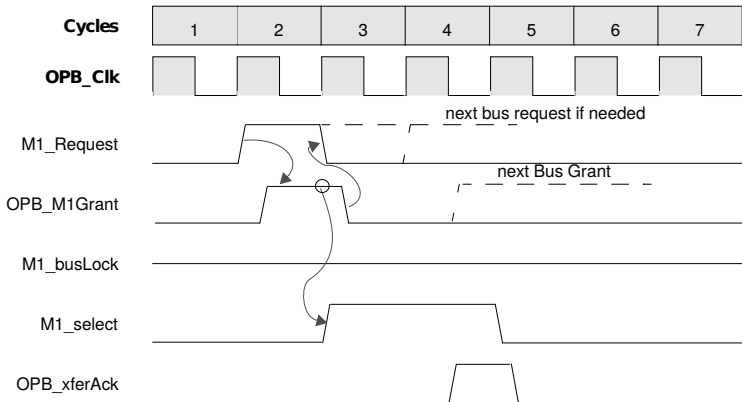 Cycles 1 2 3 4 5 6 7
OPB_Clk
next bus request if needed
M1_Request
next Bus Grant
OPB_M1Grant
M1_busLock
M1_select
OPB_xferAck